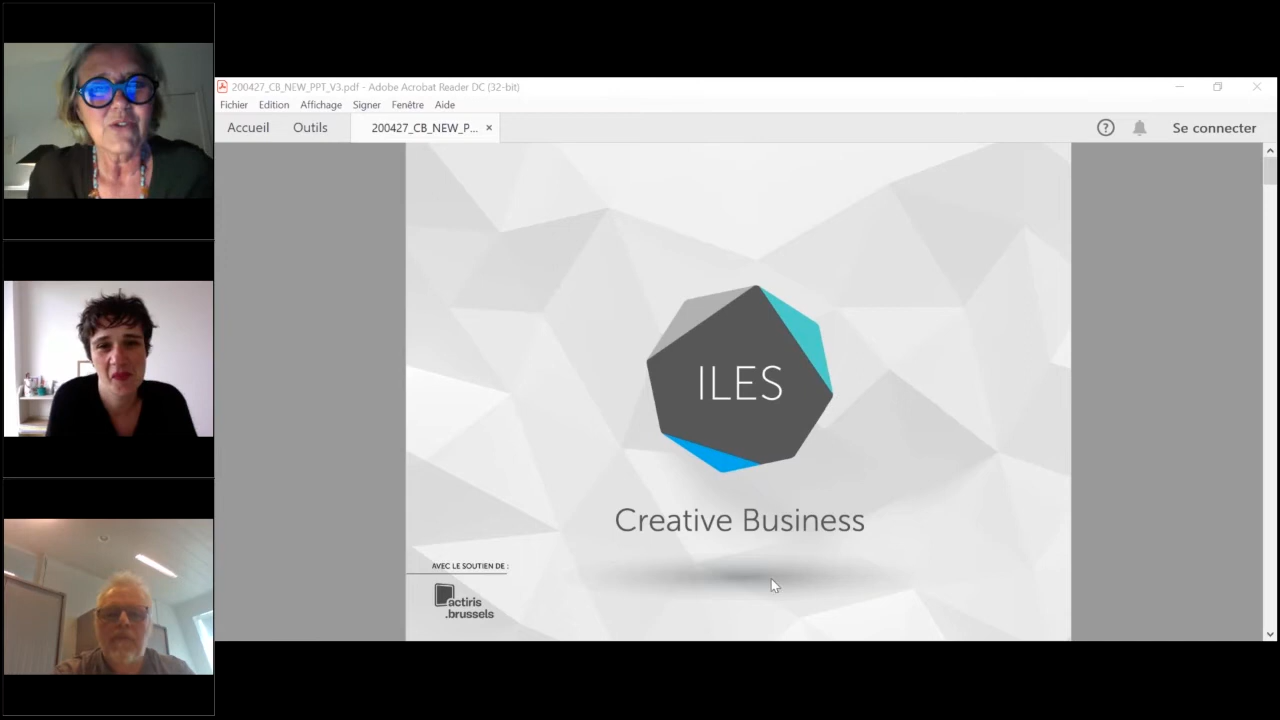 200427_CB_NEW_PPT_V3.pdf - Adobe Acrobat Reader DC (32-bit)
Fichier Edition Affichage Signer Fenêtre Aide
Accueil Outils 200427_CB_NEW_P... × Se connecter
ILES
Creative Business
AVEC LE SOUTIEN DE :
actiris
.brussels